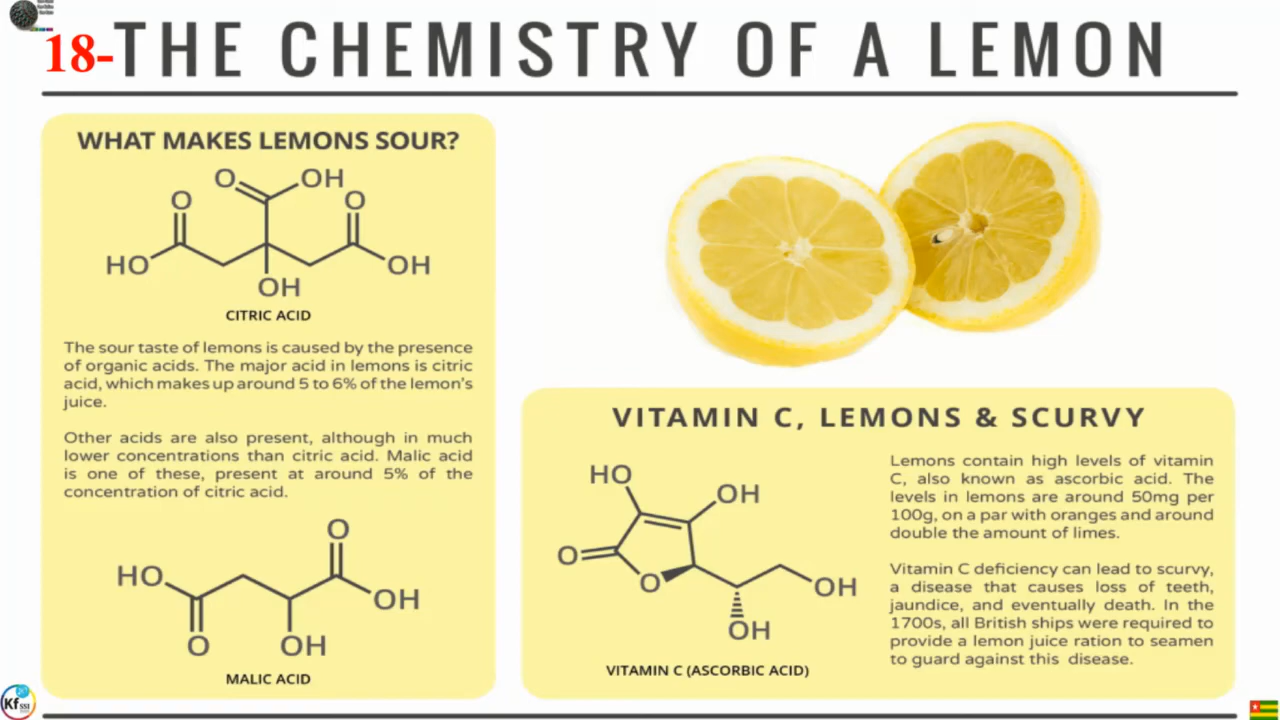 18-THE CHEMISTRY OF A LEMON
WHAT MAKES LEMONS SOUR?
O
OH
O
O
HO
OH
OH
CITRIC ACID
The sour taste of lemons is caused by the presence
of organic acids. The major acid in lemons is citric
acid, which makes up around 5 to 6% of the lemon's
juice.
Other acids are also present, although in much
lower concentrations than citric acid. Malic acid
is one of these, present at around 5% of the
concentration of citric acid.
O
HO
OH
O
OH
MALIC ACID
VITAMIN C, LEMONS & SCURVY
HO
OH
O
O
OH
OH
VITAMIN C (ASCORBIC ACID)
Lemons contain high levels of vitamin
C, also known as ascorbic acid. The
levels in lemons are around 50mg per
100g, on a par with oranges and around
double the amount of limes.
Vitamin C deficiency can lead to scurvy,
a disease that causes loss of teeth,
jaundice, and eventually death. In the
1700s, all British ships were required to
provide a lemon juice ration to seamen
to guard against this disease.
Kf SSI